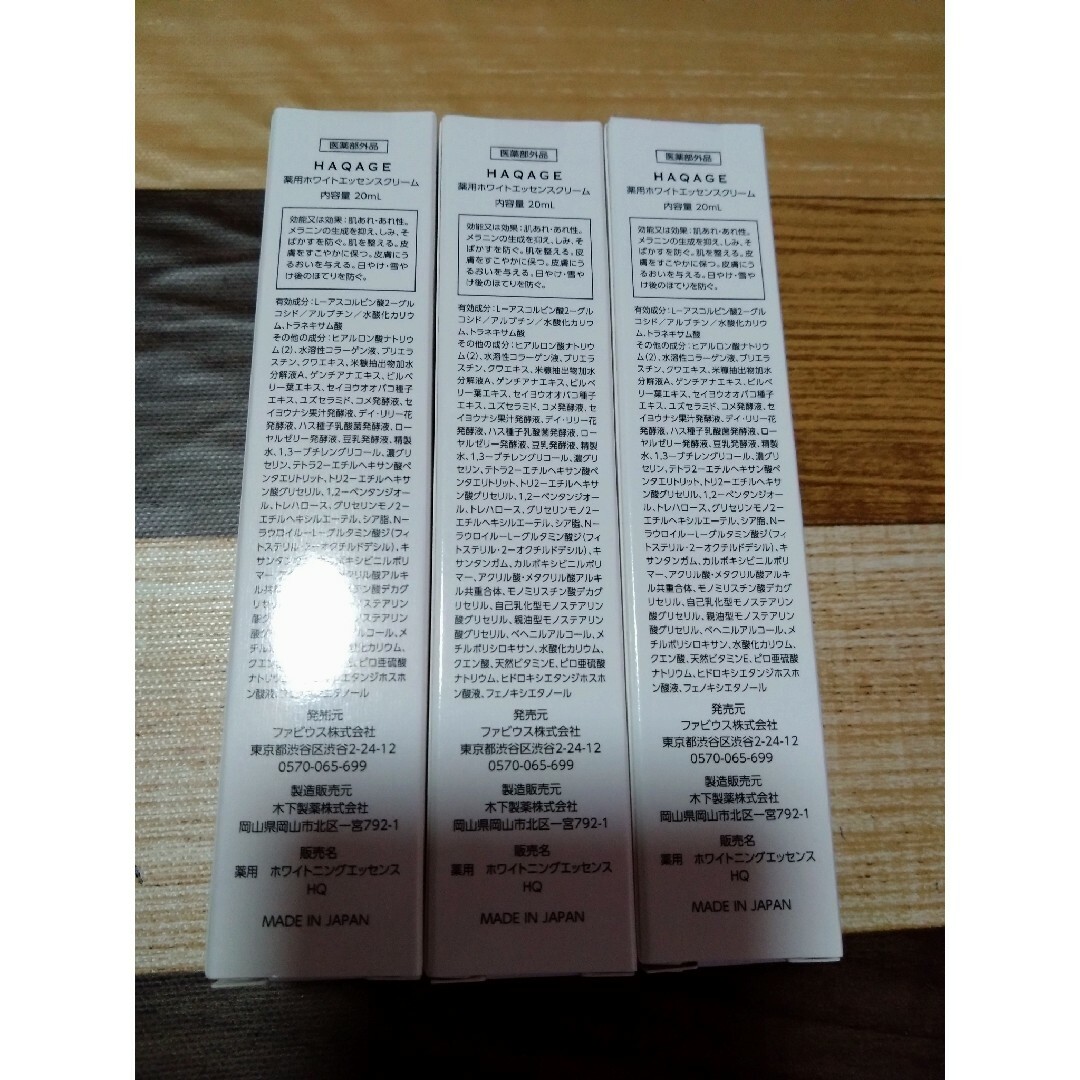 医薬部外品
HAQAGE
薬用ホワイトエッセンスクリーム
内容量 20mL
効能又は効果:肌あれ・あれ性。
メラニンの生成を抑え、しみ、そ
ばかすを防ぐ。肌を整える。皮
膚をすこやかに保つ。皮膚にう
るおいを与える。日やけ・雪や
け後のほてりを防ぐ。
有効成分:L-アスコルビン酸2-グル
コシド/アルブチン/水酸化カリウ
ム、トラネキサム酸
その他の成分:ヒアルロン酸ナトリウ
ム(2)、水溶性コラーゲン液、プリエラ
スチン、クワエキス、米糠抽出物加水
分解液A、ゲンチアナエキス、ビルベ
リー葉エキス、セイヨウオオバコ種子
エキス、ユズセラミド、コメ発酵液、セ
イヨウナシ果汁発酵液、デイ・リリー花
発酵液、ハス種子乳酸菌発酵液、ロー
ヤルゼリー発酵液、豆乳発酵液、精製
水、1,3-ブチレングリコール、濃グリ
セリン、テトラ2-エチルヘキサン酸ペ
ンタエリトリット、トリ2-エチルヘキサ
ン酸グリセリル、1,2-ペンタンジオー
ル、トレハロース、グリセリンモノ2-
エチルヘキシルエーテル、シア脂、N-
ラウロイル-L-グルタミン酸ジ(フィ
トステリル・2-オクチルドデシル)、キ
サンタンガム、カルボキシビニルポリ
マー、アクリル酸・メタクリル酸アルキ
ル共
リセリ
ステアリン
ルコール、メ
チル
カリウム、
クエン
ピロ亜硫酸
ナトリ
エタンジホスホ
ン酸
タノール
発売元
ファビウス株式会社
東京都渋谷区渋谷2-24-12
0570-065-699
製造販売元
木下製薬株式会社
岡山県岡山市北区一宮792-1
販売名
薬用 ホワイトニングエッセンス
HQ
MADE IN JAPAN
医薬部外品
HAQAGE
薬用ホワイトエッセンスクリーム
内容量 20mL
効能又は効果:肌あれ・あれ性。
メラニンの生成を抑え、しみ、そ
ばかすを防ぐ。肌を整える。皮
膚をすこやかに保つ。皮膚にう
るおいを与える。日やけ・雪や
け後のほてりを防ぐ。
有効成分:L-アスコルビン酸2-グル
コシド/アルブチン/水酸化カリウ
ム、トラネキサム酸
その他の成分:ヒアルロン酸ナトリウ
ム(2)、水溶性コラーゲン液、プリエラ
スチン、クワエキス、米糠抽出物加水
分解液A、ゲンチアナエキス、ビルベ
リー葉エキス、セイヨウオオバコ種子
エキス、ユズセラミド、コメ発酵液、セ
イヨウナシ果汁発酵液、デイ・リリー花
発酵液、ハス種子乳酸菌発酵液、ロー
ヤルゼリー発酵液、豆乳発酵液、精製
水、1,3-ブチレングリコール、濃グリ
セリン、テトラ2-エチルヘキサン酸ペ
ンタエリトリット、トリ2-エチルヘキサ
ン酸グリセリル、1,2-ペンタンジオー
ル、トレハロース、グリセリンモノ2-
エチルヘキシルエーテル、シア脂、N-
ラウロイル-L-グルタミン酸ジ(フィ
トステリル・2-オクチルドデシル)、キ
サンタンガム、カルボキシビニルポリ
マー、アクリル酸・メタクリル酸アルキ
ル共重合体、モノミリスチン酸デカグ
リセリル、自己乳化型モノステアリン
酸グリセリル、親油型モノステアリン
酸グリセリル、ベヘニルアルコール、メ
チルポリシロキサン、水酸化カリウム、
クエン酸、天然ビタミンE、ピロ亜硫酸
ナトリウム、ヒドロキシエタンジホスホ
ン酸液、フェノキシエタノール
発売元
ファビウス株式会社
東京都渋谷区渋谷2-24-12
0570-065-699
製造販売元
木下製薬株式会社
岡山県岡山市北区一宮792-1
販売名
薬用 ホワイトニングエッセンス
HQ
MADE IN JAPAN
医薬部外品
HAQAGE
薬用ホワイトエッセンスクリーム
内容量 20mL
効能又は効果:肌あれ・あれ性。
メラニンの生成を抑え、しみ、そ
ばかすを防ぐ。肌を整える。皮
膚をすこやかに保つ。皮膚にう
るおいを与える。日やけ・雪や
け後のほてりを防ぐ。
有効成分:L-アスコルビン酸2-グル
コシド/アルブチン/水酸化カリウ
ム、トラネキサム酸
その他の成分:ヒアルロン酸ナトリウ
ム(2)、水溶性コラーゲン液、プリエラ
スチン、クワエキス、米糠抽出物加水
分解液A、ゲンチアナエキス、ビルベ
リー葉エキス、セイヨウオオバコ種子
エキス、ユズセラミド、コメ発酵液、セ
イヨウナシ果汁発酵液、デイ・リリー花
発酵液、ハス種子乳酸菌発酵液、ロー
ヤルゼリー発酵液、豆乳発酵液、精製
水、1,3-ブチレングリコール、濃グリ
セリン、テトラ2-エチルヘキサン酸ペ
ンタエリトリット、トリ2-エチルヘキサ
ン酸グリセリル、1,2-ペンタンジオー
ル、トレハロース、グリセリンモノ2-
エチルヘキシルエーテル、シア脂、N-
ラウロイル-L-グルタミン酸ジ(フィ
トステリル・2-オクチルドデシル)、キ
サンタンガム、カルボキシビニルポリ
マー、アクリル酸・メタクリル酸アルキ
ル共重合体、モノミリスチン酸デカグ
リセリル、自己乳化型モノステアリン
酸グリセリル、親油型モノステアリン
酸グリセリル、ベヘニルアルコール、メ
チルポリシロキサン、水酸化カリウム、
クエン酸、天然ビタミンE、ピロ亜硫酸
ナトリウム、ヒドロキシエタンジホスホ
ン酸液、フェノキシエタノール
発売元
ファビウス株式会社
東京都渋谷区渋谷2-24-12
0570-065-699
製造販売元
木下製薬株式会社
岡山県岡山市北区一宮792-1
販売名
薬用 ホワイトニングエッセンス
HQ
MADE IN JAPAN